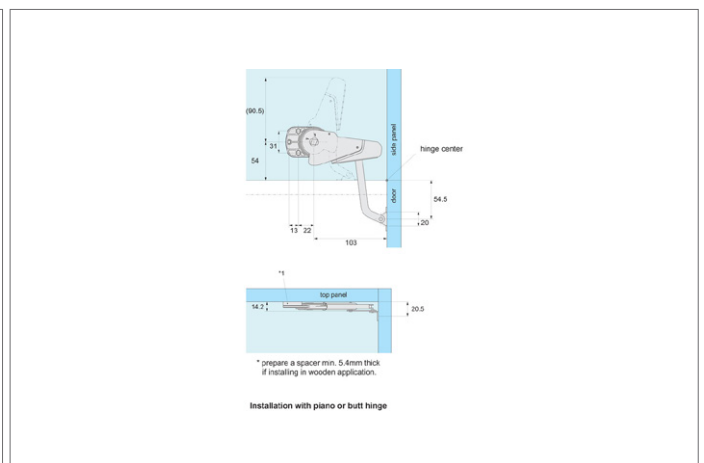 (90.5)
31
54
side panel
hinge center
door
54.5
20
13 22
103
*1
top panel
14.2
20.5
* prepare a spacer min. 5.4mm thick
if installing in wooden application.
Installation with piano or butt hinge